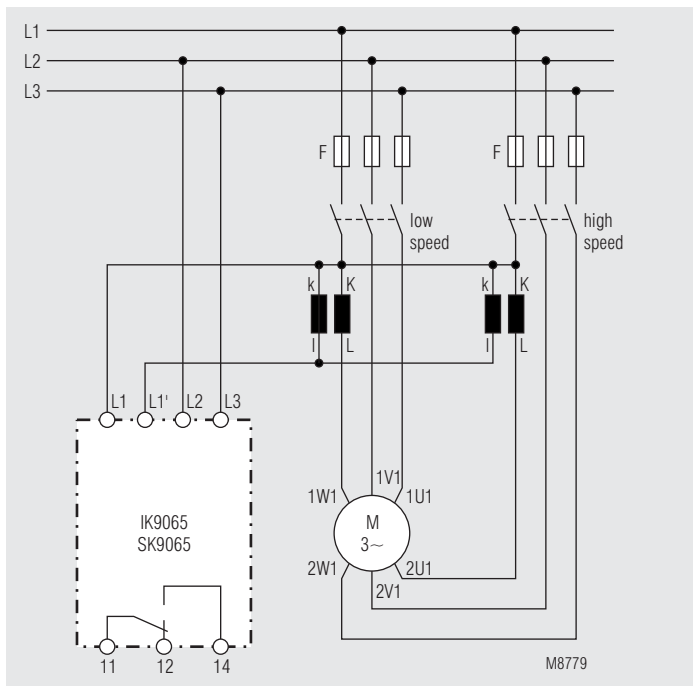 L1
L2
L3
F F
low
speed
high
speed
k K k K
l L l L
L1 L1' L2 L3
1V1
1W1 1U1
IK9065
SK9065
M
3~
2W1 2U1
2V1
11 12 14
M8779